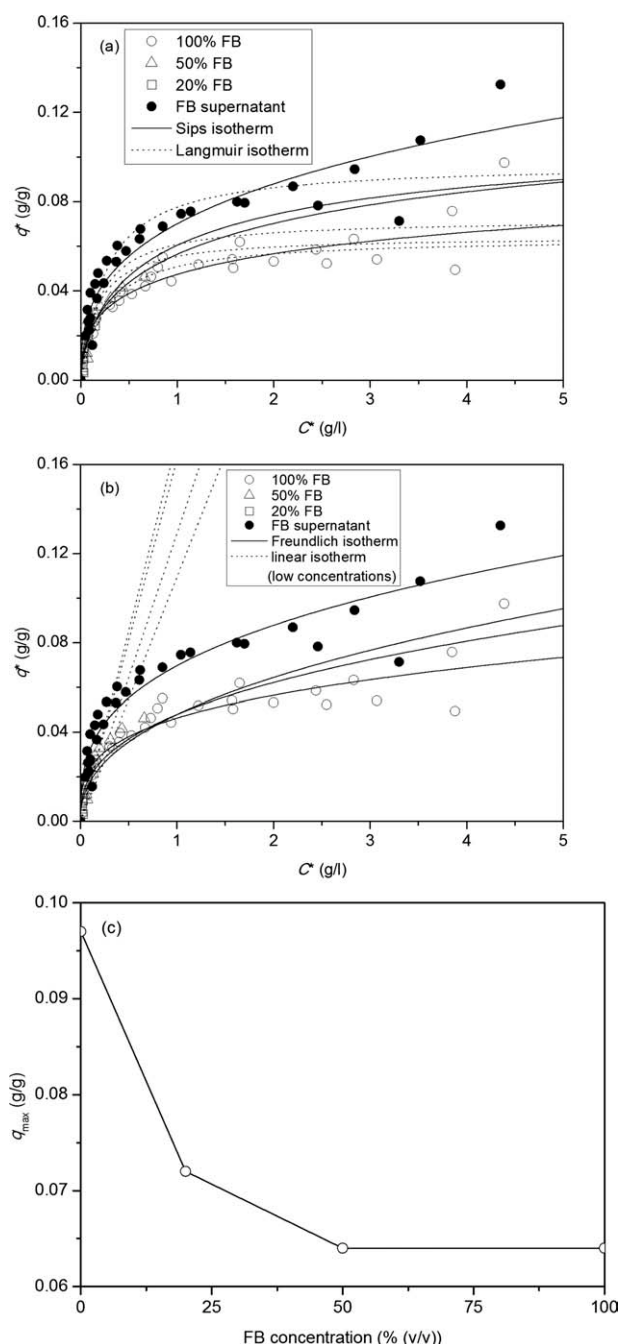 (a)
100% FB
50% FB
20% FB
FB supernatant
Sips isotherm
Langmuir isotherm
0.16
0.12
0.08
0.04
0.00
q* (g/g)
0 1 2 3 4 5
C* (g/l)
(b)
100% FB
50% FB
20% FB
FB supernatant
Freundlich isotherm
linear isotherm
(low concentrations)
0.16
0.12
0.08
0.04
0.00
q* (g/g)
0 1 2 3 4 5
C* (g/l)
(c)
0.10
0.09
0.08
0.07
0.06
qmax (g/g)
0 25 50 75 100
FB concentration (% (v/v))